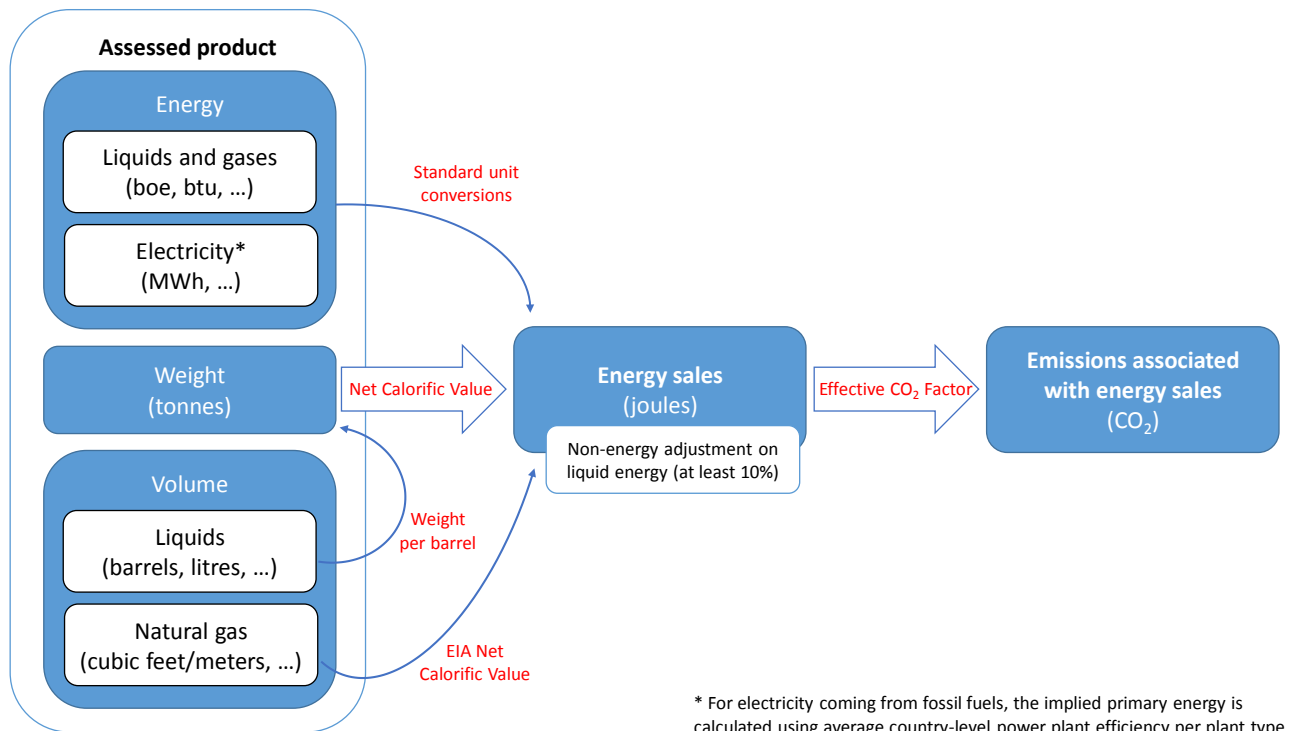 Assessed product
Energy
Liquids and gases
(boe, btu, …)
Electricity*
(MWh, …)
Standard unit
conversions
Weight
(tonnes)
Net Calorific Value
Energy sales
(joules)
Non-energy adjustment on
liquid energy (at least 10%)
Effective CO₂ Factor
Emissions associated
with energy sales
(CO₂)
Volume
Liquids
(barrels, litres, …)
Weight
per barrel
Natural gas
(cubic feet/meters, …)
EIA Net
Calorific Value
* For electricity coming from fossil fuels, the implied primary energy is
calculated using average country-level power plant efficiency per plant type